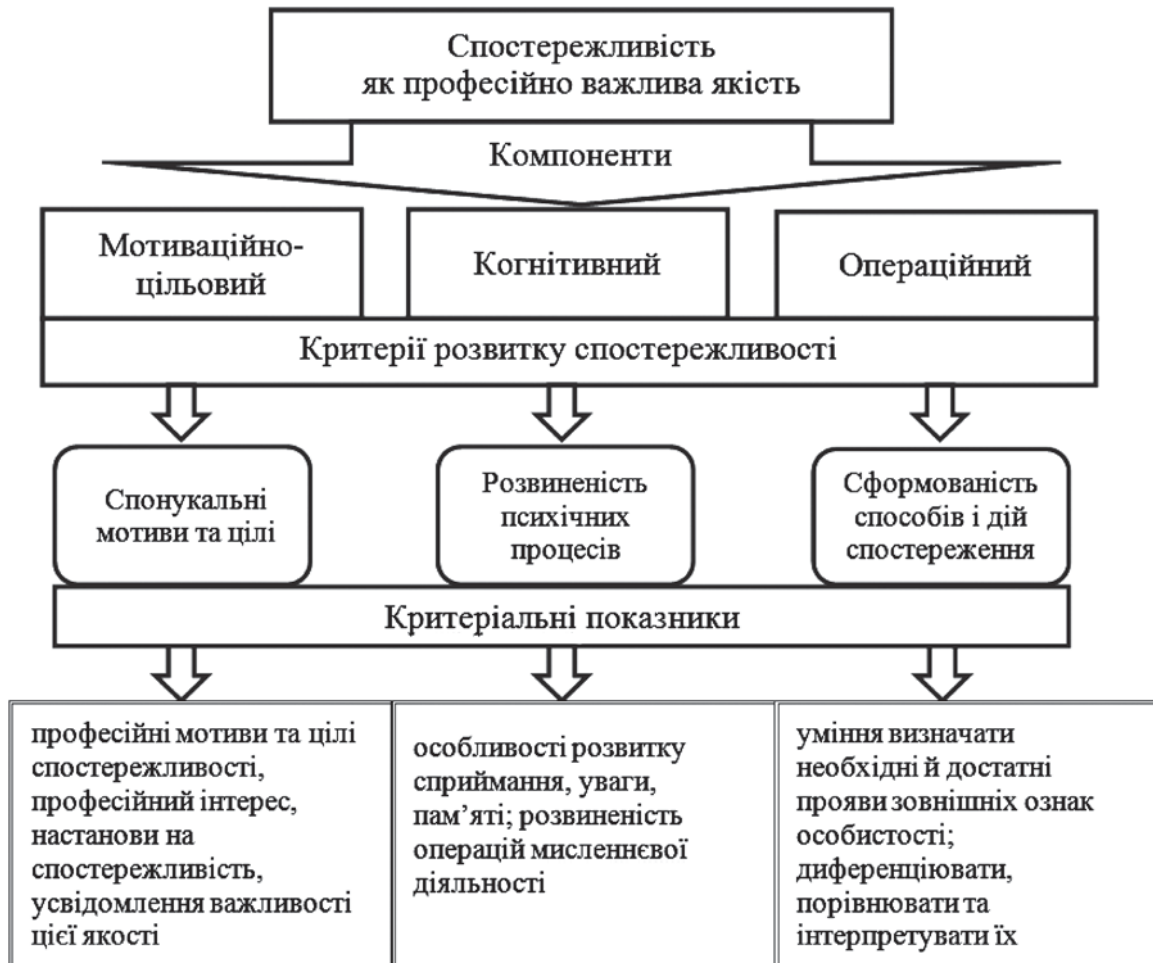 Спостережливість
як професійно важлива якість
Компоненти
Мотиваційно-
цільовий
Когнітивний
Операційний
Критерії розвитку спостережливості
Спонукальні
мотиви та цілі
Розвиненість
психічних
процесів
Сформованість
способів і дій
спостереження
Критеріальні показники
професійні мотиви та цілі
спостережливості,
професійний інтерес,
настанови на
спостережливість,
усвідомлення важливості
цієї якості
особливості розвитку
сприймання, уваги,
пам’яті; розвиненість
операцій мисленнєвої
діяльності
уміння визначати
необхідні й достатні
прояви зовнішніх ознак
особистості;
диференціювати,
порівнювати та
інтерпретувати їх